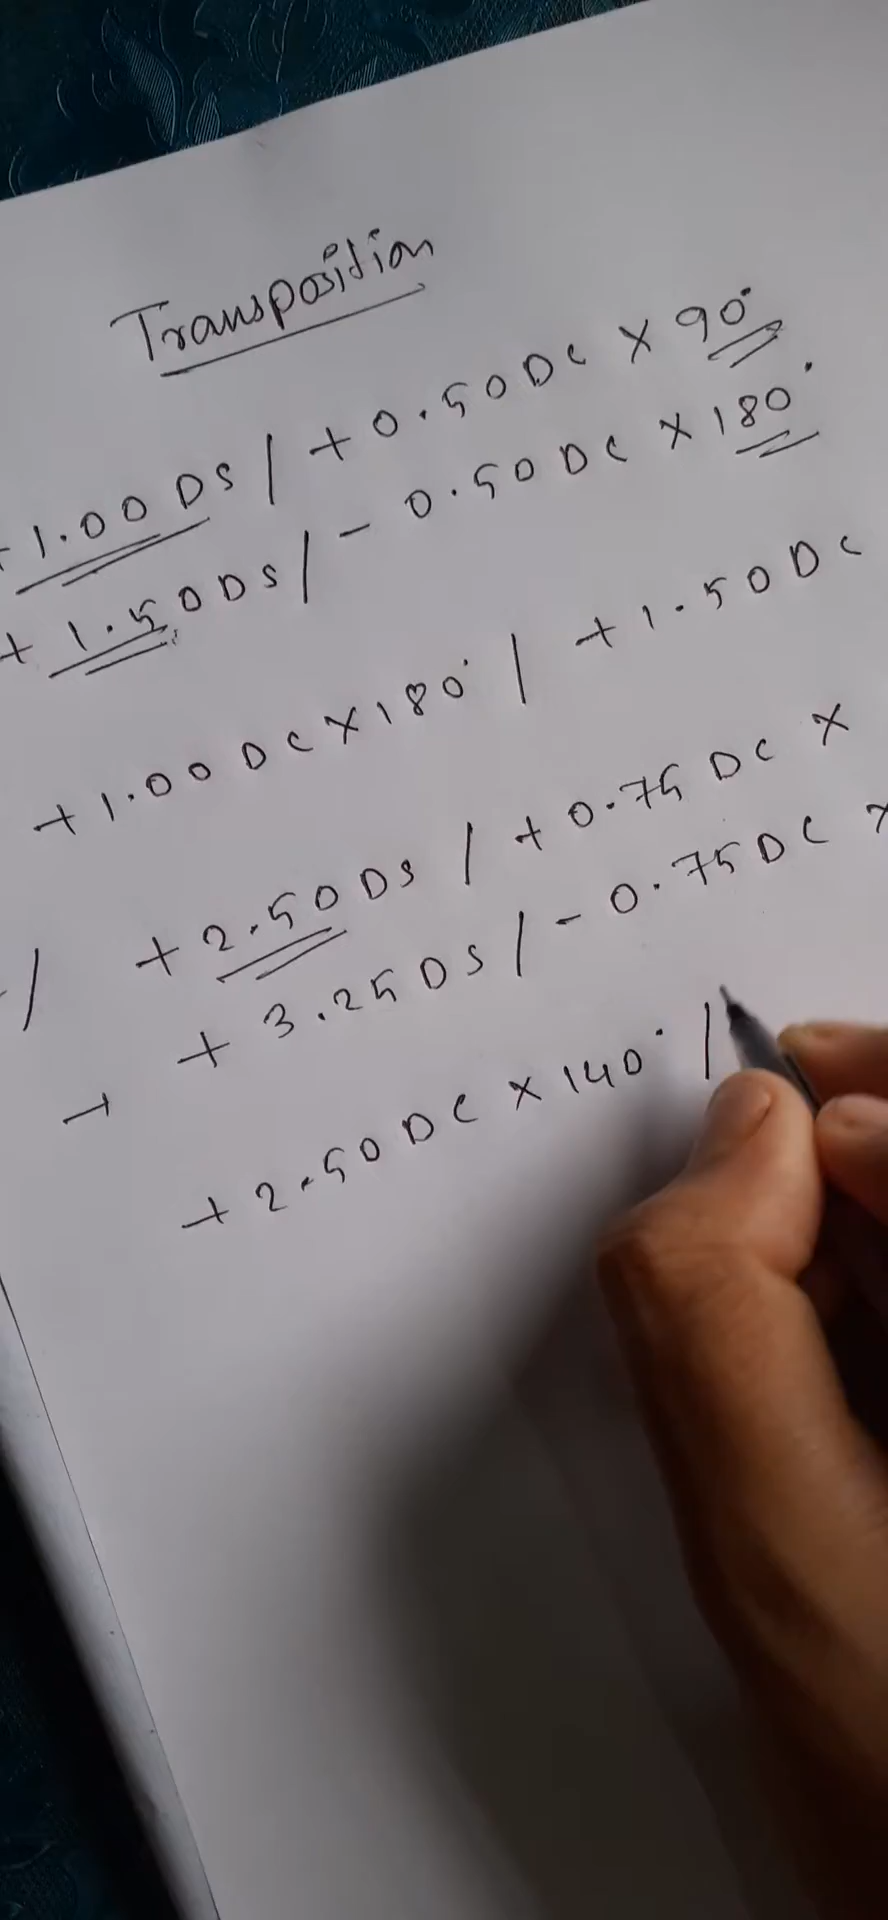 Transposition
+1.00 DS / +0.50 DC × 90°
+1.50 DS / -0.50 DC × 180°
+1.00 DC × 180° / +1.50 DC
/ +2.50 DS / +0.75 DC ×
+3.25 DS / -0.75 DC ×
+2.50 DC × 140° /